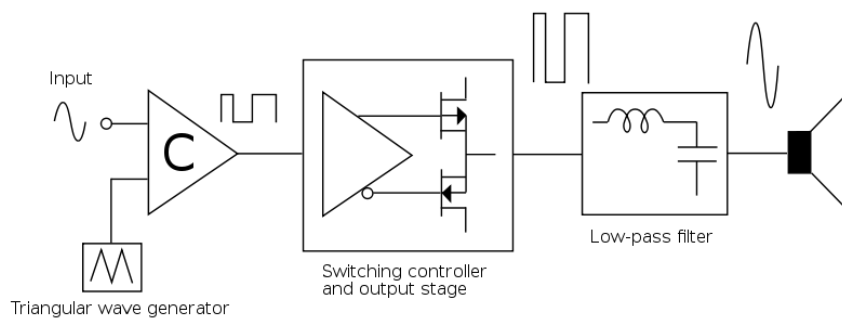 Input
C
Triangular wave generator
Switching controller
and output stage
Low-pass filter